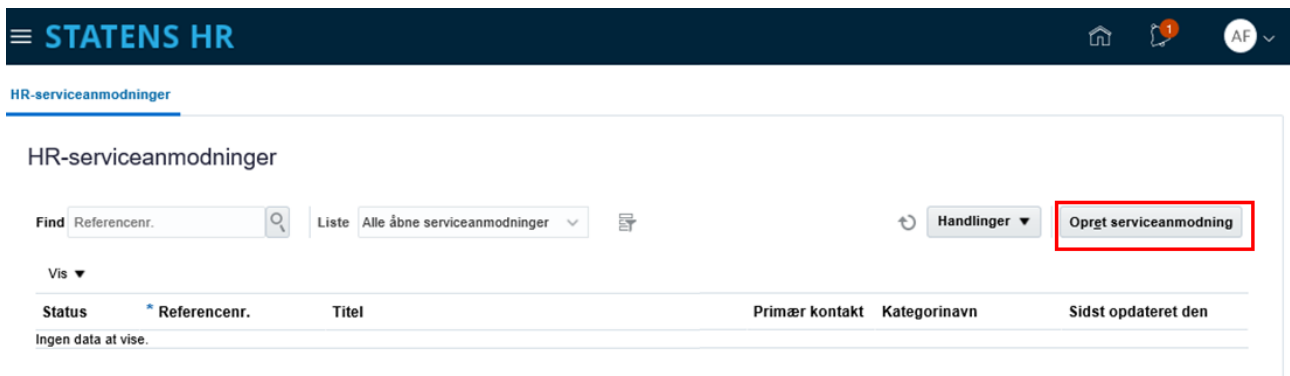 STATENS HR
1
AF
HR-serviceanmodninger
HR-serviceanmodninger
Find Referencenr. Liste Alle åbne serviceanmodninger Handlinger ▼ Opret serviceanmodning
Vis ▼
Status * Referencenr. Titel Primær kontakt Kategorinavn Sidst opdateret den
Ingen data at vise.